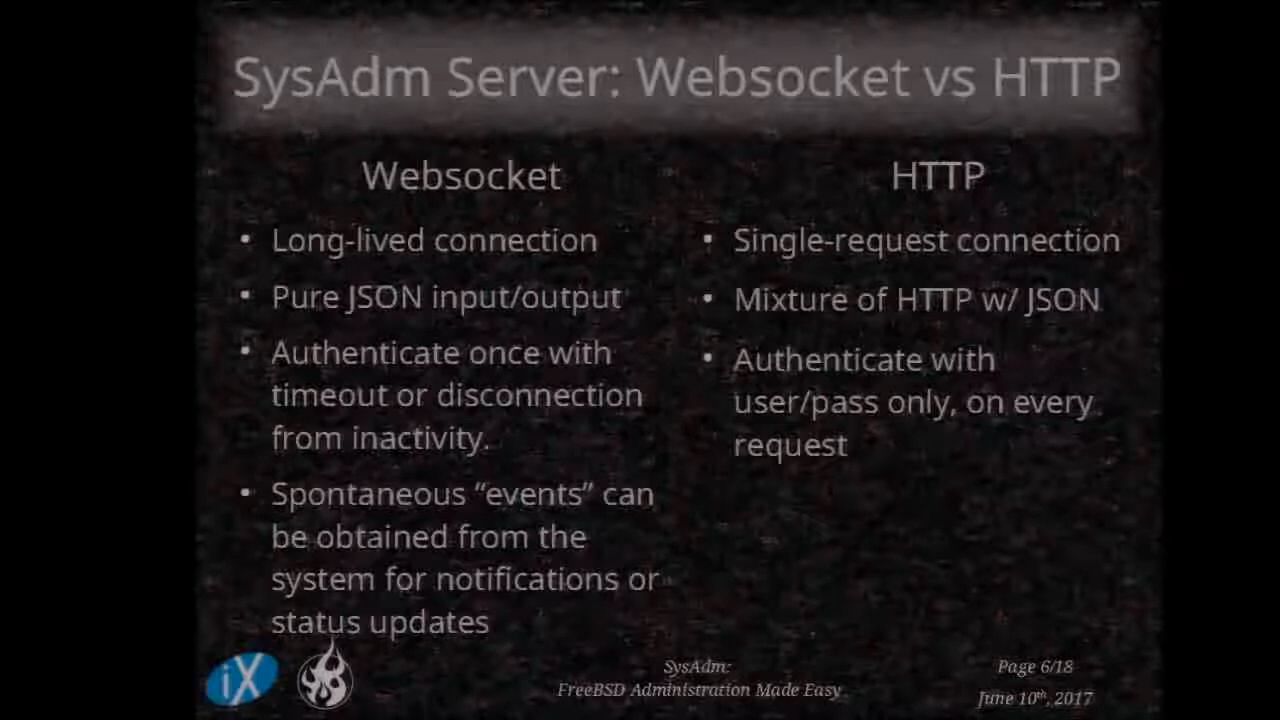 SysAdm Server: Websocket vs HTTP
Websocket
• Long-lived connection
• Pure JSON input/output
• Authenticate once with
timeout or disconnection
from inactivity.
• Spontaneous “events” can
be obtained from the
system for notifications or
status updates
HTTP
• Single-request connection
• Mixture of HTTP w/ JSON
• Authenticate with
user/pass only, on every
request
iX
SysAdm:
FreeBSD Administration Made Easy
Page 6/18
June 10th, 2017